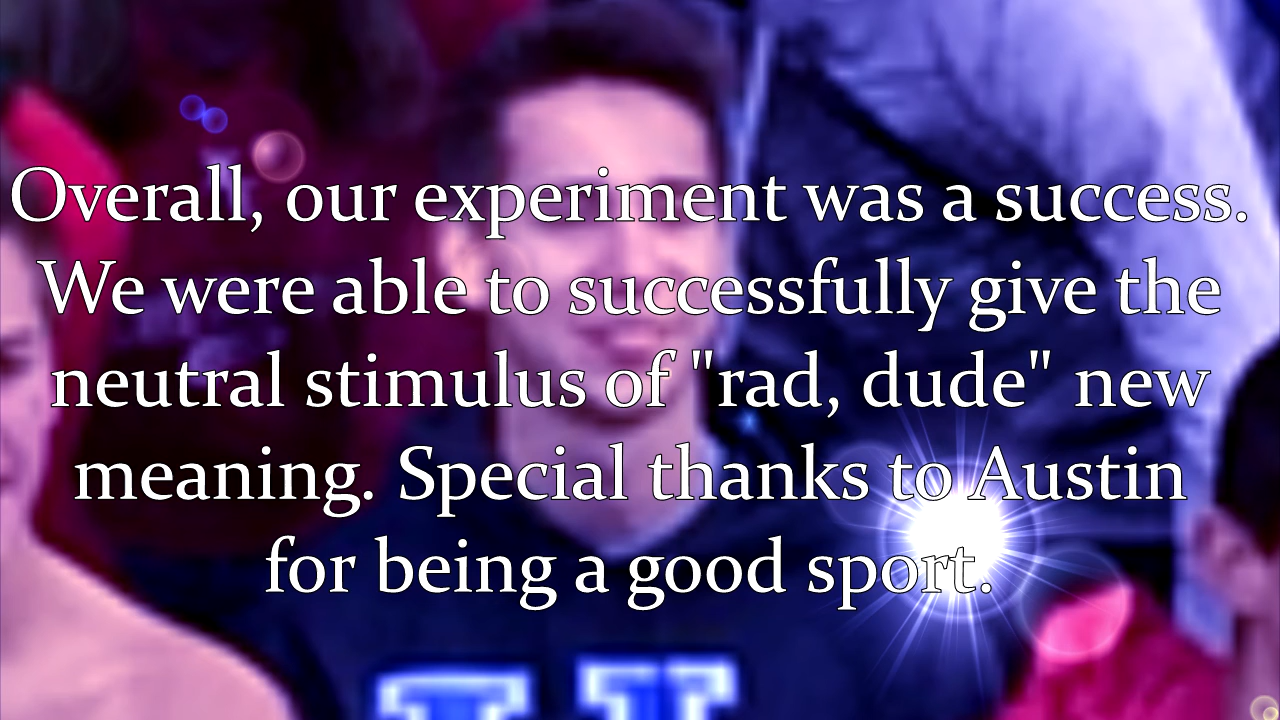 Overall, our experiment was a success.
We were able to successfully give the
neutral stimulus of "rad, dude" new
meaning. Special thanks to Austin
for being a good sport.